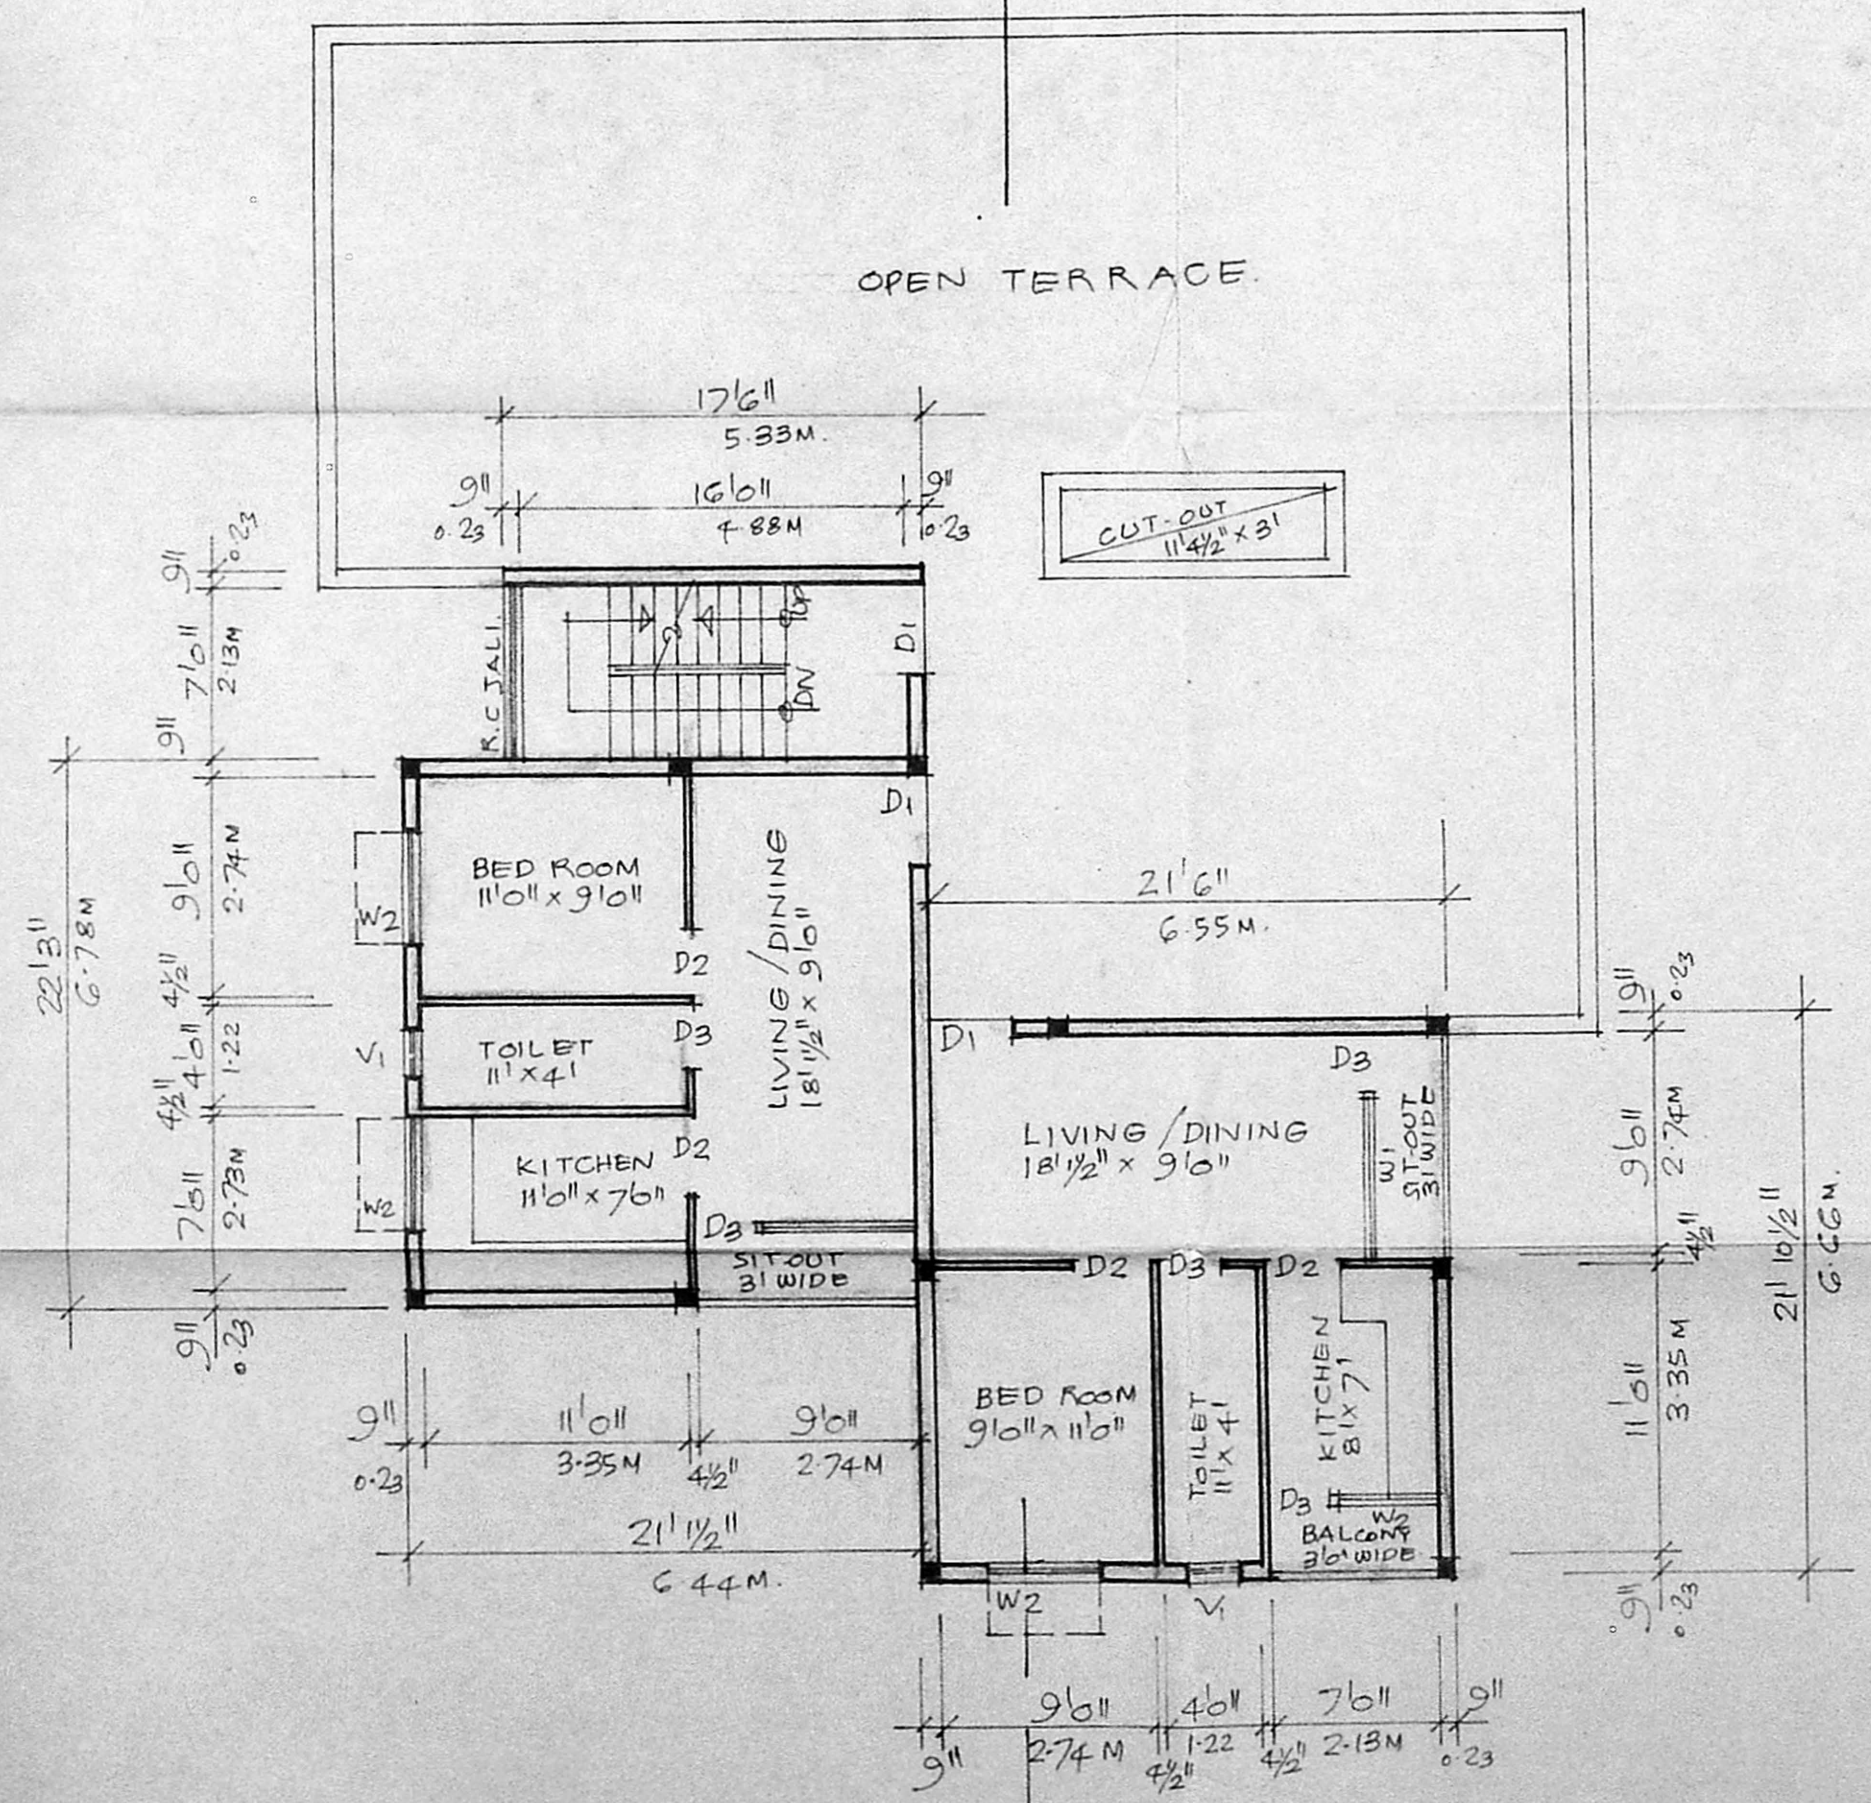 OPEN TERRACE.
17'6"
5.33M.
9"
16'0"
9"
0.23
4.88M
0.23
CUT-OUT
11'4½" x 3'
9"
0.23
7'0"
2.13M
9"
R.C JALI.
UP
DN
D1
D1
22'3"
6.78M
9'0"
2.74M
4½"
4'0"
1.22
4½"
7'6"
2.73M
9"
0.23
W2
V1
W2
BED ROOM
11'0" x 9'0"
D2
TOILET
11' x 4'
D3
KITCHEN
11'0" x 7'6"
D2
LIVING/DINING
18'1½" x 9'0"
D3
SIT-OUT
3' WIDE
21'6"
6.55M.
D1
D3
LIVING/DINING
18'1½" x 9'0"
W1
SIT-OUT
3' WIDE
9"
0.23
9'0"
2.74M
4½"
21'10½"
6.66M.
11'0"
3.35M
9"
0.23
D2
D3
D2
BED ROOM
9'0" x 11'0"
TOILET
11' x 4'
KITCHEN
8' x 7'
D3
W2
BALCONY
3'0" WIDE
W2
V1
9"
11'0"
9'0"
0.23
3.35M
4½"
2.74M
21'1½"
6.44M.
9'0"
4'0"
7'0"
9"
9"
2.74M
4½"
1.22
4½"
2.13M
0.23